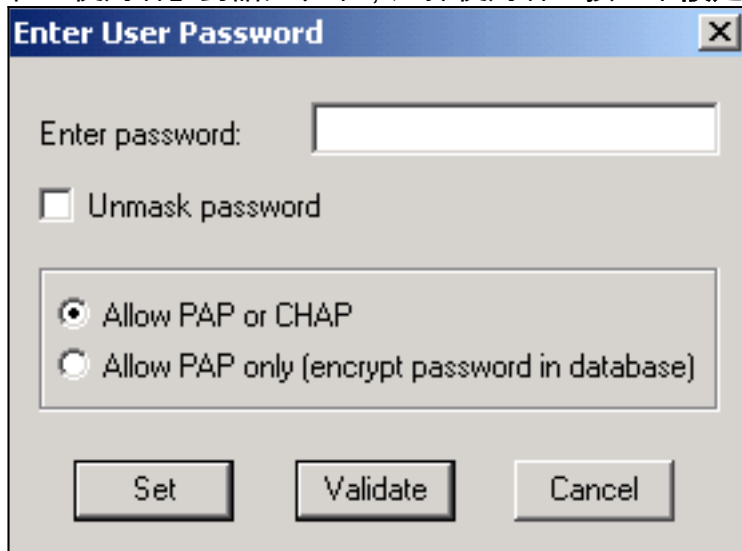 Enter User Password
Enter password:
Unmask password
Allow PAP or CHAP
Allow PAP only (encrypt password in database)
Set Validate Cancel